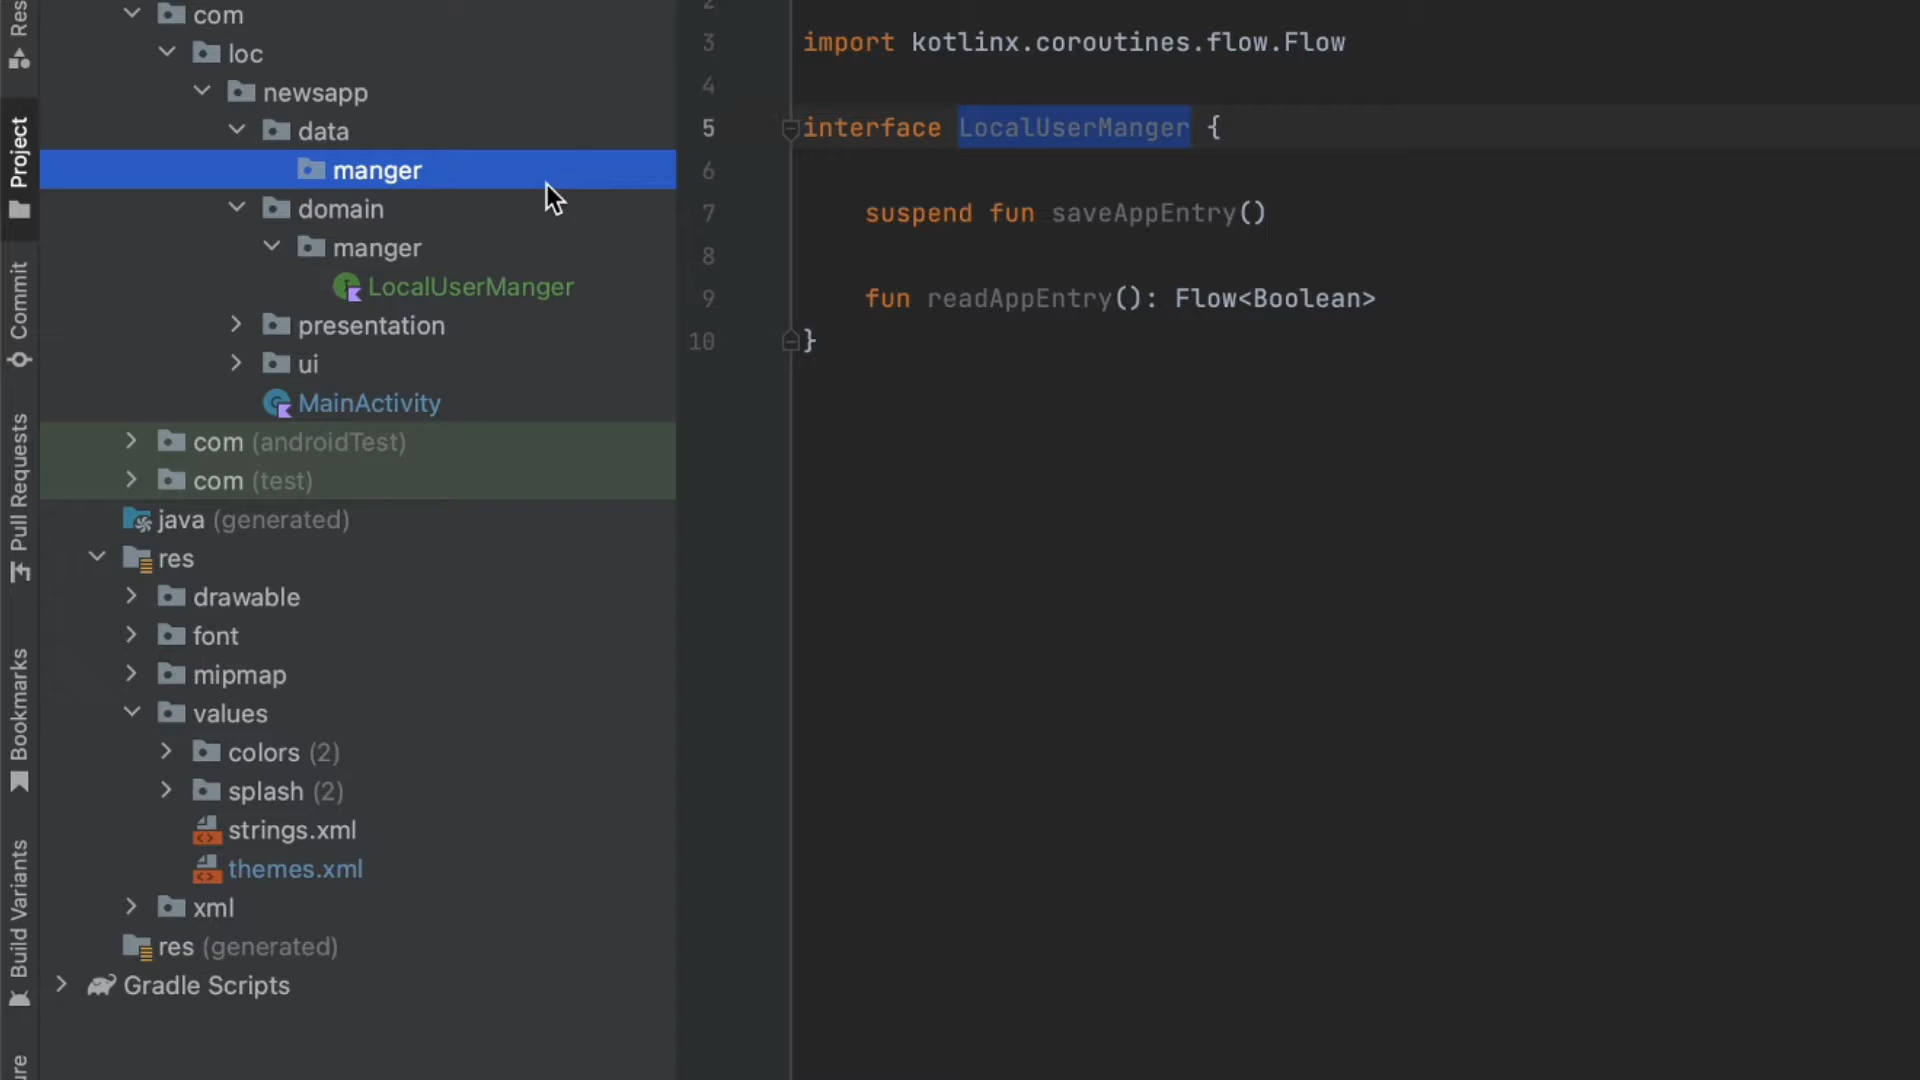 com
loc
newsapp
data
manger
domain
manger
LocalUserManger
presentation
ui
MainActivity
com (androidTest)
com (test)
java (generated)
res
drawable
font
mipmap
values
colors (2)
splash (2)
strings.xml
themes.xml
xml
res (generated)
Gradle Scripts
Project
Commit
Pull Requests
Bookmarks
Build Variants
2
3 import kotlinx.coroutines.flow.Flow
4
5 interface LocalUserManger {
6
7 suspend fun saveAppEntry()
8
9 fun readAppEntry(): Flow<Boolean>
10 }